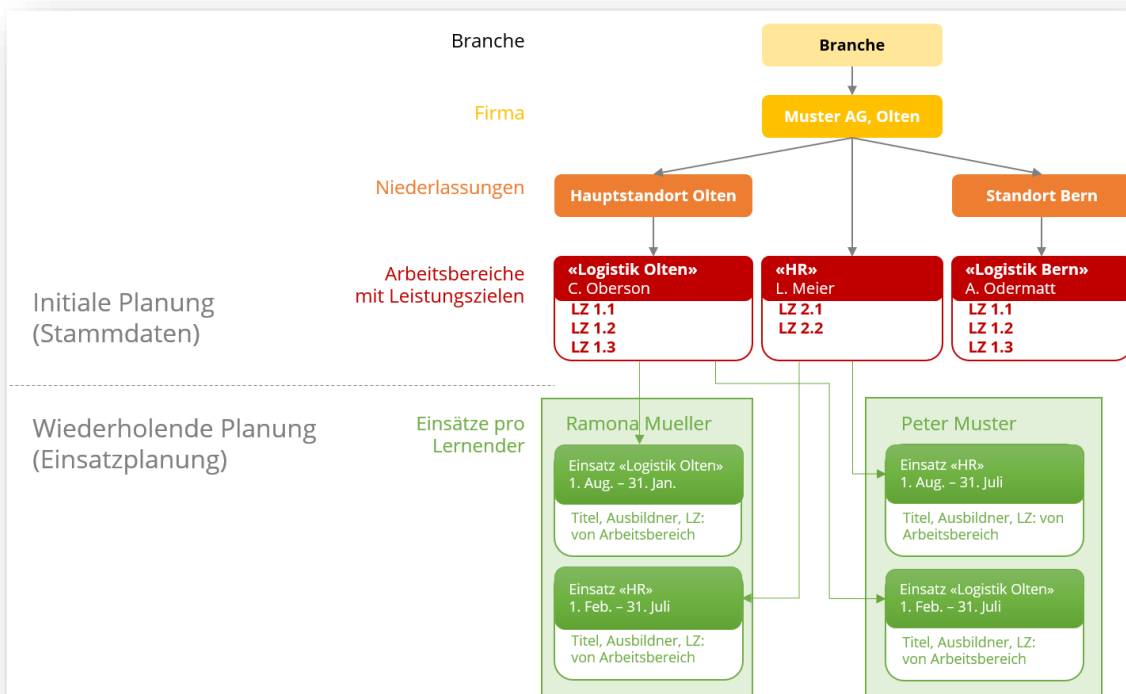 Branche
Branche
Firma
Muster AG, Olten
Niederlassungen
Hauptstandort Olten
Standort Bern
Arbeitsbereiche
mit Leistungszielen
«Logistik Olten»
C. Oberson
LZ 1.1
LZ 1.2
LZ 1.3
«HR»
L. Meier
LZ 2.1
LZ 2.2
«Logistik Bern»
A. Odermatt
LZ 1.1
LZ 1.2
LZ 1.3
Initiale Planung
(Stammdaten)
Wiederholende Planung
(Einsatzplanung)
Einsätze pro
Lernender
Ramona Mueller
Einsatz «Logistik Olten»
1. Aug. – 31. Jan.
Titel, Ausbildner, LZ:
von Arbeitsbereich
Einsatz «HR»
1. Feb. – 31. Juli
Titel, Ausbildner, LZ:
von Arbeitsbereich
Peter Muster
Einsatz «HR»
1. Aug. – 31. Juli
Titel, Ausbildner, LZ: von
Arbeitsbereich
Einsatz «Logistik Olten»
1. Feb. – 31. Juli
Titel, Ausbildner, LZ:
von Arbeitsbereich